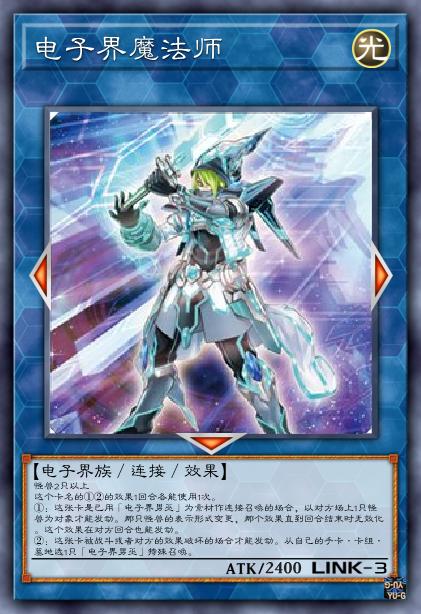 电子界魔法师
光
【电子界族／连接／效果】
怪兽2只以上
这个卡名的①②的效果1回合各能使用1次。
①：这张卡是已用「电子界男巫」为素材作连接召唤的场合，以对方场上1只怪
兽为对象才能发动。那只怪兽的表示形式变更，那个效果直到回合结束时无效化
。这个效果在对方回合也能发动。
②：这张卡被战斗或者对方的效果破坏的场合才能发动。从自己的手卡·卡组·
墓地选1只「电子界男巫」特殊召唤。
ATK/2400 LINK-3